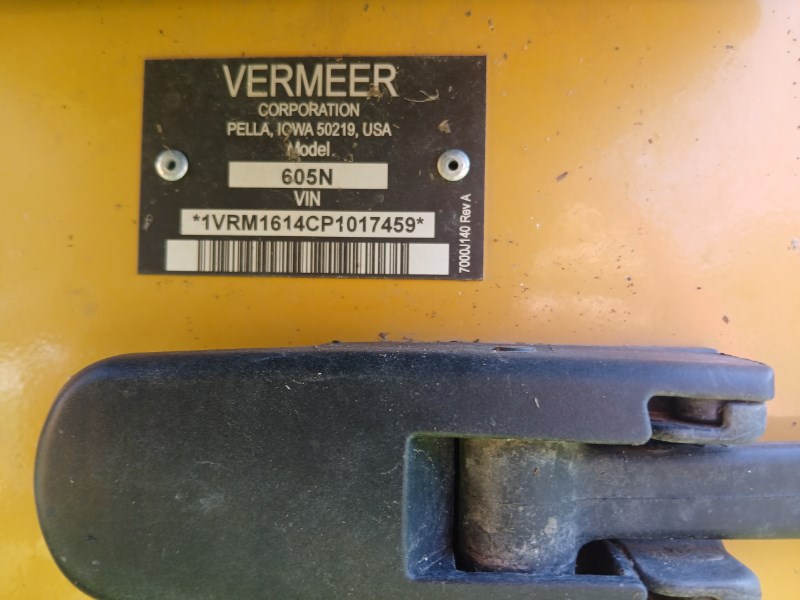 VERMEER
CORPORATION
PELLA, IOWA 50219, USA
Model
605N
VIN
*1VRM1614CP1017459*
7000J140 Rev A